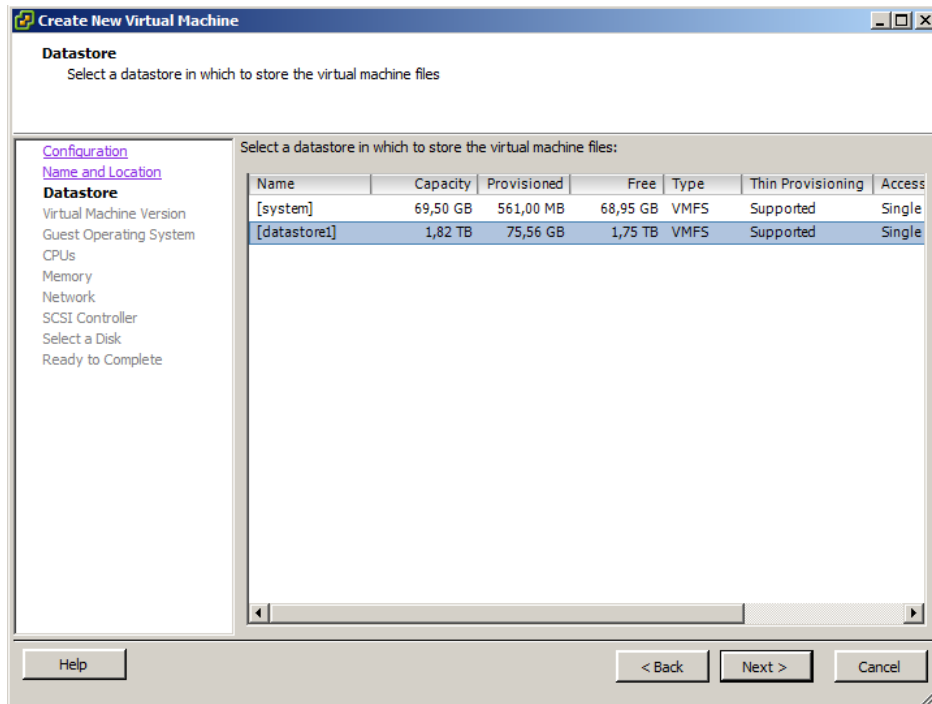 Create New Virtual Machine
Datastore
Select a datastore in which to store the virtual machine files
Configuration
Name and Location
Datastore
Virtual Machine Version
Guest Operating System
CPUs
Memory
Network
SCSI Controller
Select a Disk
Ready to Complete
Select a datastore in which to store the virtual machine files:
Name Capacity Provisioned Free Type Thin Provisioning Access
[system] 69,50 GB 561,00 MB 68,95 GB VMFS Supported Single
[datastore1] 1,82 TB 75,56 GB 1,75 TB VMFS Supported Single
Help
< Back
Next >
Cancel